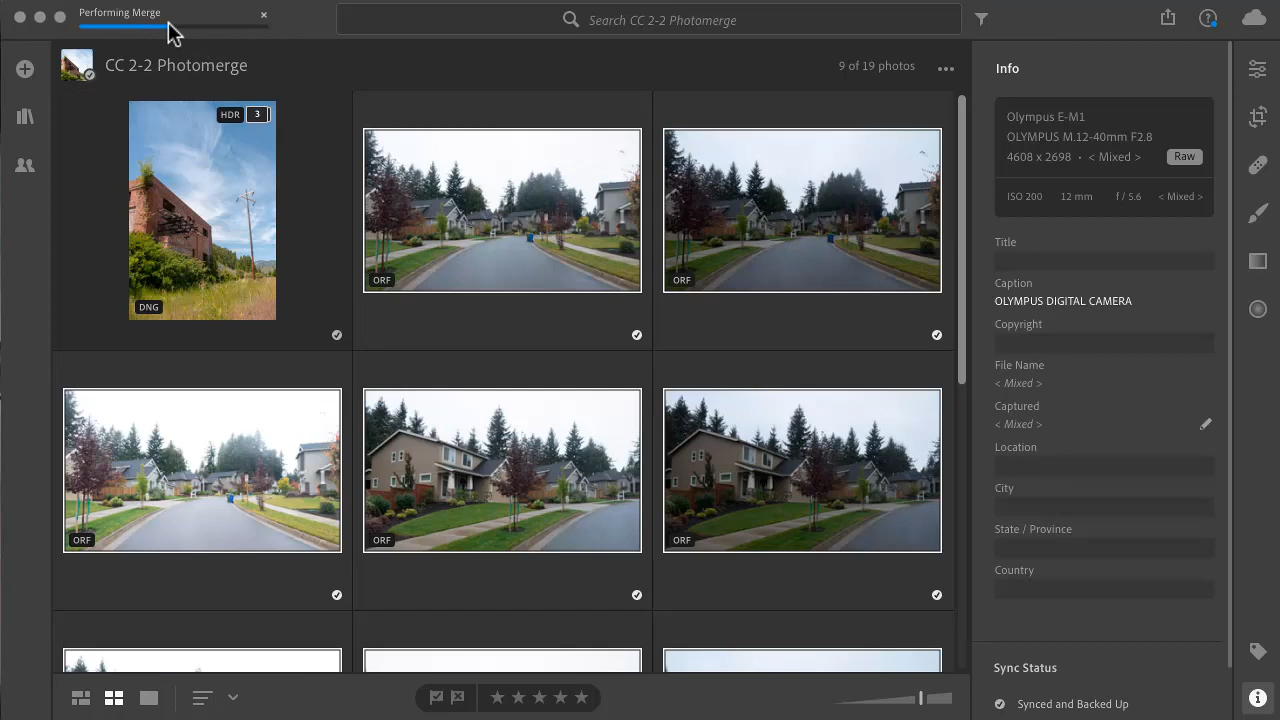 Performing Merge
×
Search CC 2-2 Photomerge
?
CC 2-2 Photomerge
9 of 19 photos
HDR 3
DNG
ORF
ORF
ORF
ORF
ORF
Info
Olympus E-M1
OLYMPUS M.12-40mm F2.8
4608 x 2698 • < Mixed > Raw
ISO 200 12 mm f / 5.6 < Mixed >
Title
Caption
OLYMPUS DIGITAL CAMERA
Copyright
File Name
< Mixed >
Captured
< Mixed >
Location
City
State / Province
Country
Sync Status
Synced and Backed Up